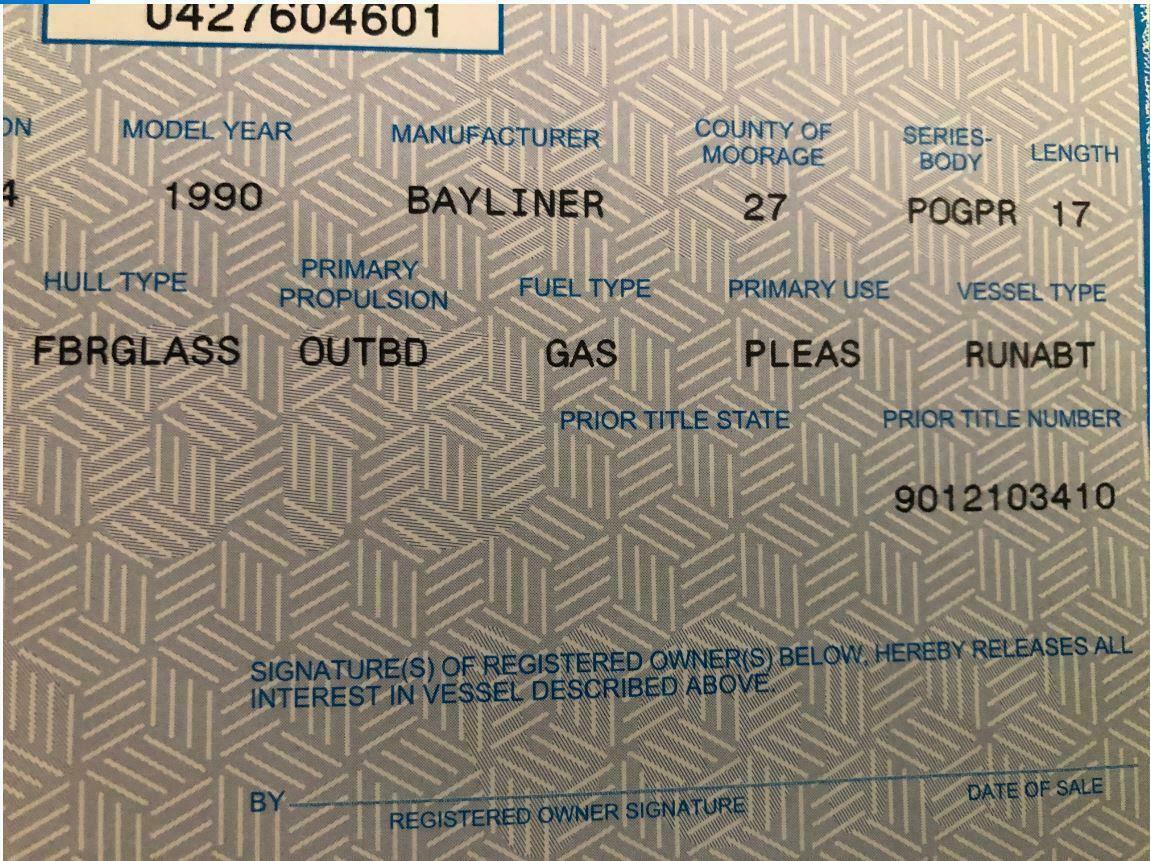 0427604601
ON MODEL YEAR MANUFACTURER COUNTY OF MOORAGE SERIES-BODY LENGTH
4 1990 BAYLINER 27 POGPR 17
HULL TYPE PRIMARY PROPULSION FUEL TYPE PRIMARY USE VESSEL TYPE
FBRGLASS OUTBD GAS PLEAS RUNABT
PRIOR TITLE STATE PRIOR TITLE NUMBER
9012103410
SIGNATURE(S) OF REGISTERED OWNER(S) BELOW, HEREBY RELEASES ALL
INTEREST IN VESSEL DESCRIBED ABOVE.
BY
REGISTERED OWNER SIGNATURE DATE OF SALE